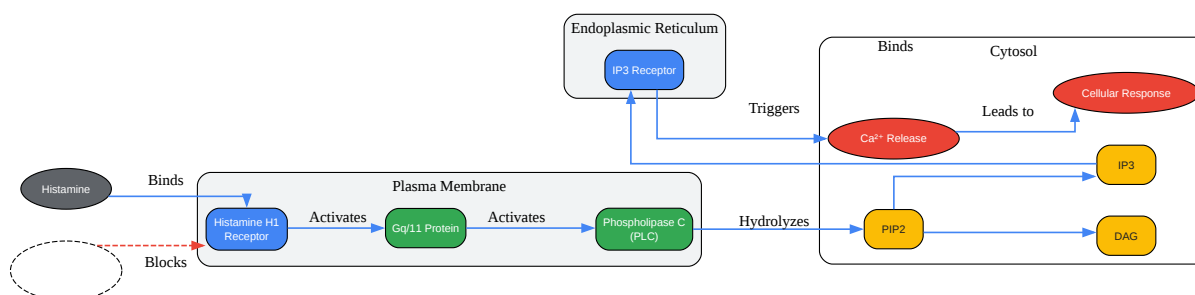 Endoplasmic Reticulum
IP3 Receptor
Binds
Cytosol
Cellular Response
Triggers
Leads to
Ca²⁺ Release
IP3
Histamine
Binds
Plasma Membrane
Histamine H1
Receptor
Activates
Gq/11 Protein
Activates
Phospholipase C
(PLC)
Hydrolyzes
PIP2
DAG
Blocks